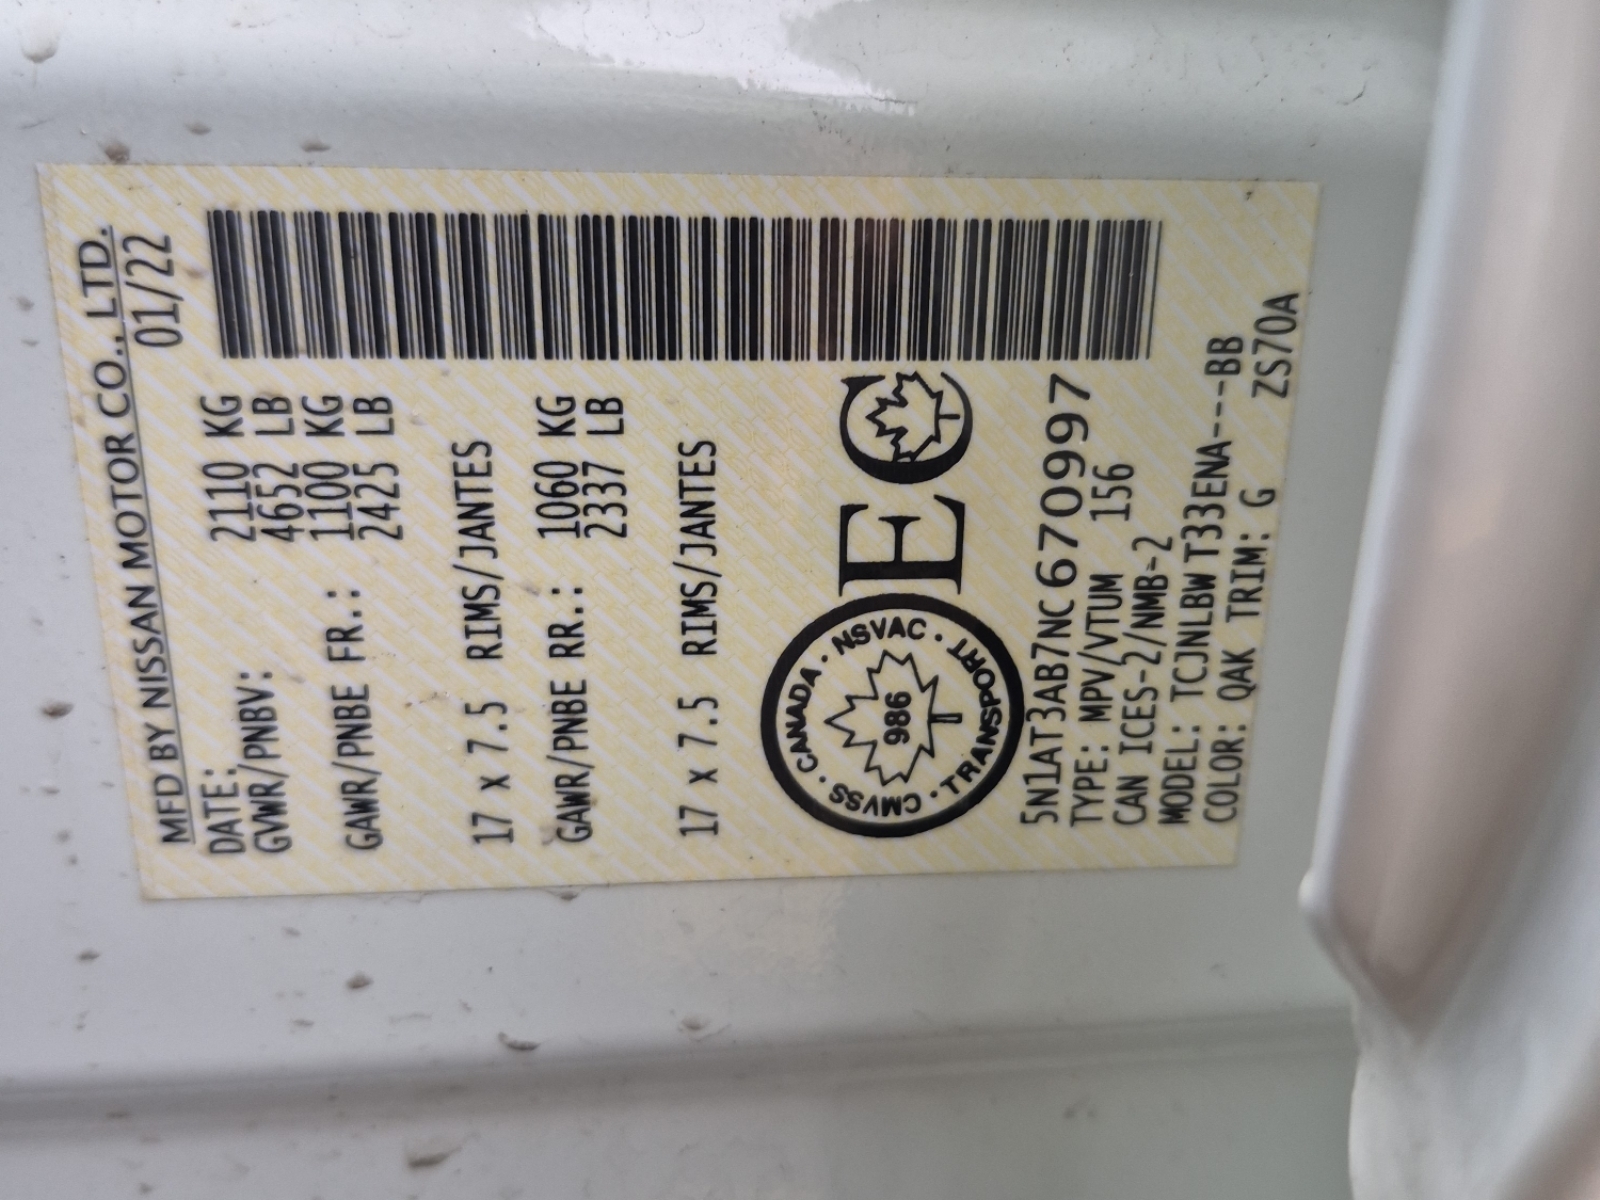 MFD BY NISSAN MOTOR CO., LTD.
DATE: 01/22
GVWR/PNBV: 2110 KG
4652 LB
GAWR/PNBE FR.: 1100 KG
2425 LB
17 x 7.5 RIMS/JANTES
GAWR/PNBE RR.: 1060 KG
2337 LB
17 x 7.5 RIMS/JANTES
CANADA · NSVAC · TRANSPORT · CMVSS ·
986
EC
5N1AT3AB7NC670997
TYPE: MPV/VTUM 156
CAN ICES-2/NMB-2
MODEL: TCJNLBWT33ENA---BB
COLOR: QAK TRIM: G ZS70A